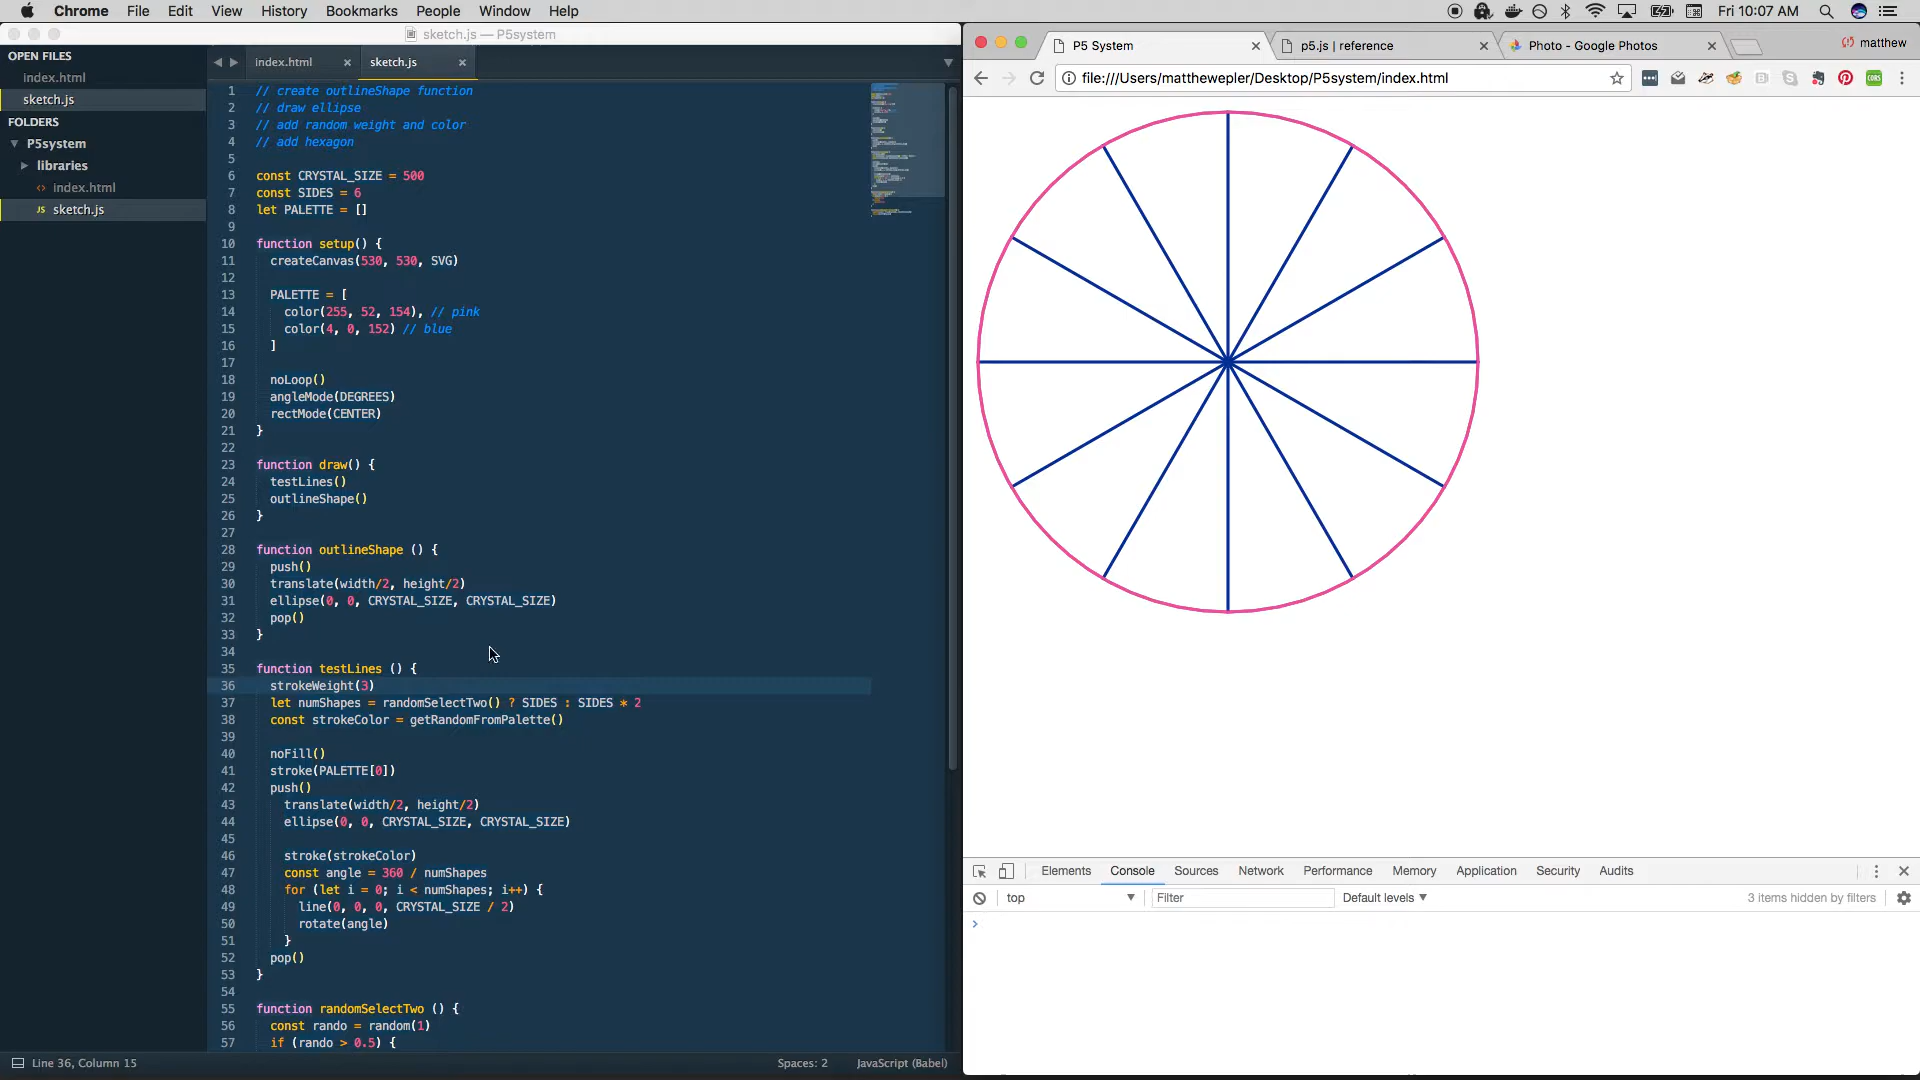 Chrome File Edit View History Bookmarks People Window Help
Fri 10:07 AM
sketch.js — P5system
OPEN FILES
index.html
sketch.js
FOLDERS
P5system
libraries
<> index.html
JS sketch.js
index.html × sketch.js ×
1 // create outlineShape function
2 // draw ellipse
3 // add random weight and color
4 // add hexagon
5
6 const CRYSTAL_SIZE = 500
7 const SIDES = 6
8 let PALETTE = []
9
10 function setup() {
11 createCanvas(530, 530, SVG)
12
13 PALETTE = [
14 color(255, 52, 154), // pink
15 color(4, 0, 152) // blue
16 ]
17
18 noLoop()
19 angleMode(DEGREES)
20 rectMode(CENTER)
21 }
22
23 function draw() {
24 testLines()
25 outlineShape()
26 }
27
28 function outlineShape () {
29 push()
30 translate(width/2, height/2)
31 ellipse(0, 0, CRYSTAL_SIZE, CRYSTAL_SIZE)
32 pop()
33 }
34
35 function testLines () {
36 strokeWeight(3)
37 let numShapes = randomSelectTwo() ? SIDES : SIDES * 2
38 const strokeColor = getRandomFromPalette()
39
40 noFill()
41 stroke(PALETTE[0])
42 push()
43 translate(width/2, height/2)
44 ellipse(0, 0, CRYSTAL_SIZE, CRYSTAL_SIZE)
45
46 stroke(strokeColor)
47 const angle = 360 / numShapes
48 for (let i = 0; i < numShapes; i++) {
49 line(0, 0, 0, CRYSTAL_SIZE / 2)
50 rotate(angle)
51 }
52 pop()
53 }
54
55 function randomSelectTwo () {
56 const rando = random(1)
57 if (rando > 0.5) {
Line 36, Column 15
Spaces: 2 JavaScript (Babel)
P5 System × p5.js | reference × Photo - Google Photos × matthew
file:///Users/matthewepler/Desktop/P5system/index.html
Elements Console Sources Network Performance Memory Application Security Audits
top Filter Default levels 3 items hidden by filters